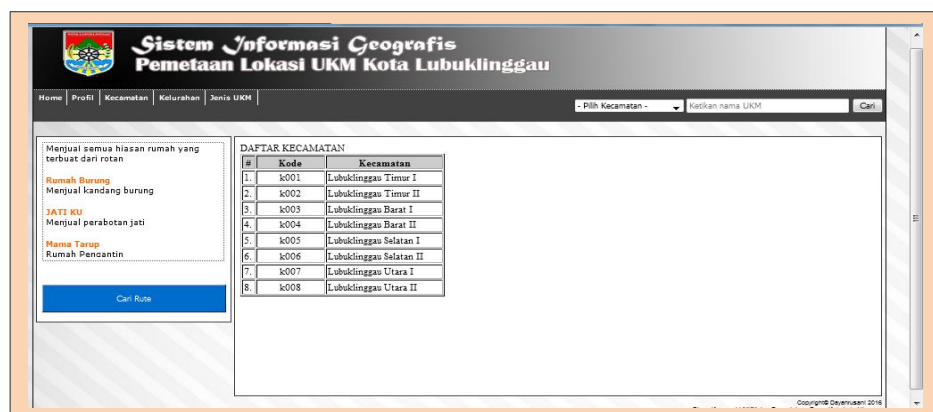 Sistem Informasi Geografis
Pemetaan Lokasi UKM Kota Lubuklinggau
Home Profil Kecamatan Kelurahan Jenis UKM
- Pilih Kecamatan - Ketikan nama UKM Cari
Menjual semua hiasan rumah yang
terbuat dari rotan
Rumah Burung
Menjual kandang burung
JATI KU
Menjual perabotan jati
Mama Tarup
Rumah Pengantin
Cari Rute
DAFTAR KECAMATAN
# Kode Kecamatan
1. k001 Lubuklinggau Timur I
2. k002 Lubuklinggau Timur II
3. k003 Lubuklinggau Barat I
4. k004 Lubuklinggau Barat II
5. k005 Lubuklinggau Selatan I
6. k006 Lubuklinggau Selatan II
7. k007 Lubuklinggau Utara I
8. k008 Lubuklinggau Utara II
Copyright© Dayanrusani 2016